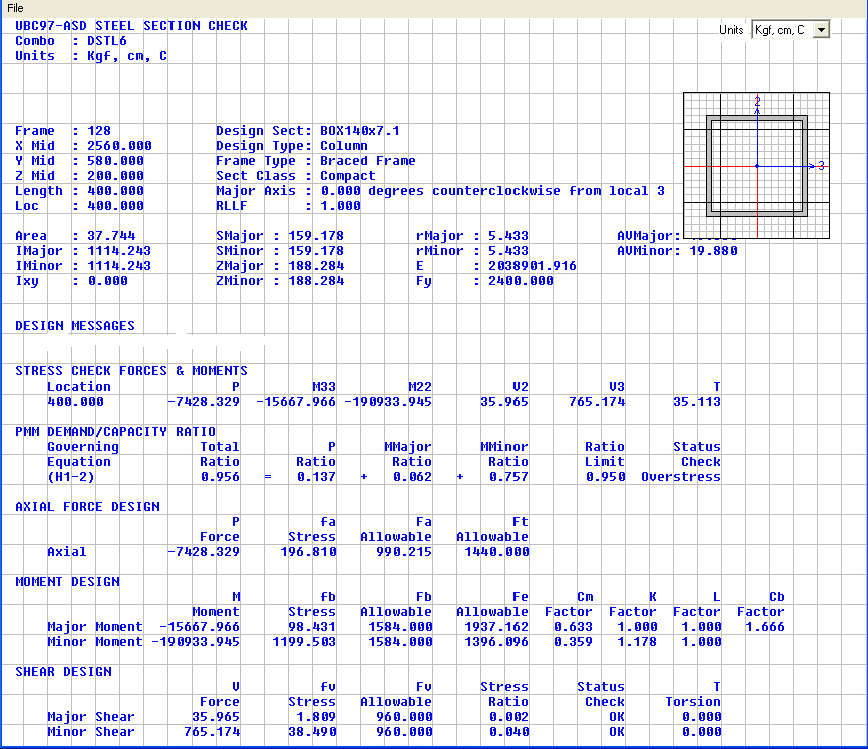 File
UBC97-ASD STEEL SECTION CHECK
Units Kgf, cm, C
Combo : DSTL6
Units : Kgf, cm, C
2
3
Frame : 128 Design Sect: BOX140x7.1
X Mid : 2560.000 Design Type: Column
Y Mid : 580.000 Frame Type : Braced Frame
Z Mid : 200.000 Sect Class : Compact
Length : 400.000 Major Axis : 0.000 degrees counterclockwise from local 3
Loc : 400.000 RLLF : 1.000
Area : 37.744 SMajor : 159.178 rMajor : 5.433 AVMajor:
IMajor : 1114.243 SMinor : 159.178 rMinor : 5.433 AVMinor: 19.880
IMinor : 1114.243 ZMajor : 188.284 E : 2038901.916
Ixy : 0.000 ZMinor : 188.284 Fy : 2400.000
DESIGN MESSAGES
STRESS CHECK FORCES & MOMENTS
Location P M33 M22 V2 V3 T
400.000 -7428.329 -15667.966 -190933.945 35.965 765.174 35.113
PMM DEMAND/CAPACITY RATIO
Governing Total P MMajor MMinor Ratio Status
Equation Ratio Ratio Ratio Ratio Limit Check
(H1-2) 0.956 = 0.137 + 0.062 + 0.757 0.950 Overstress
AXIAL FORCE DESIGN
P fa Fa Ft
Force Stress Allowable Allowable
Axial -7428.329 196.810 990.215 1440.000
MOMENT DESIGN
M fb Fb Fe Cm K L Cb
Moment Stress Allowable Allowable Factor Factor Factor Factor
Major Moment -15667.966 98.431 1584.000 1937.162 0.633 1.000 1.000 1.666
Minor Moment -190933.945 1199.503 1584.000 1396.096 0.359 1.178 1.000
SHEAR DESIGN
V fv Fv Stress Status T
Force Stress Allowable Ratio Check Torsion
Major Shear 35.965 1.809 960.000 0.002 OK 0.000
Minor Shear 765.174 38.490 960.000 0.040 OK 0.000